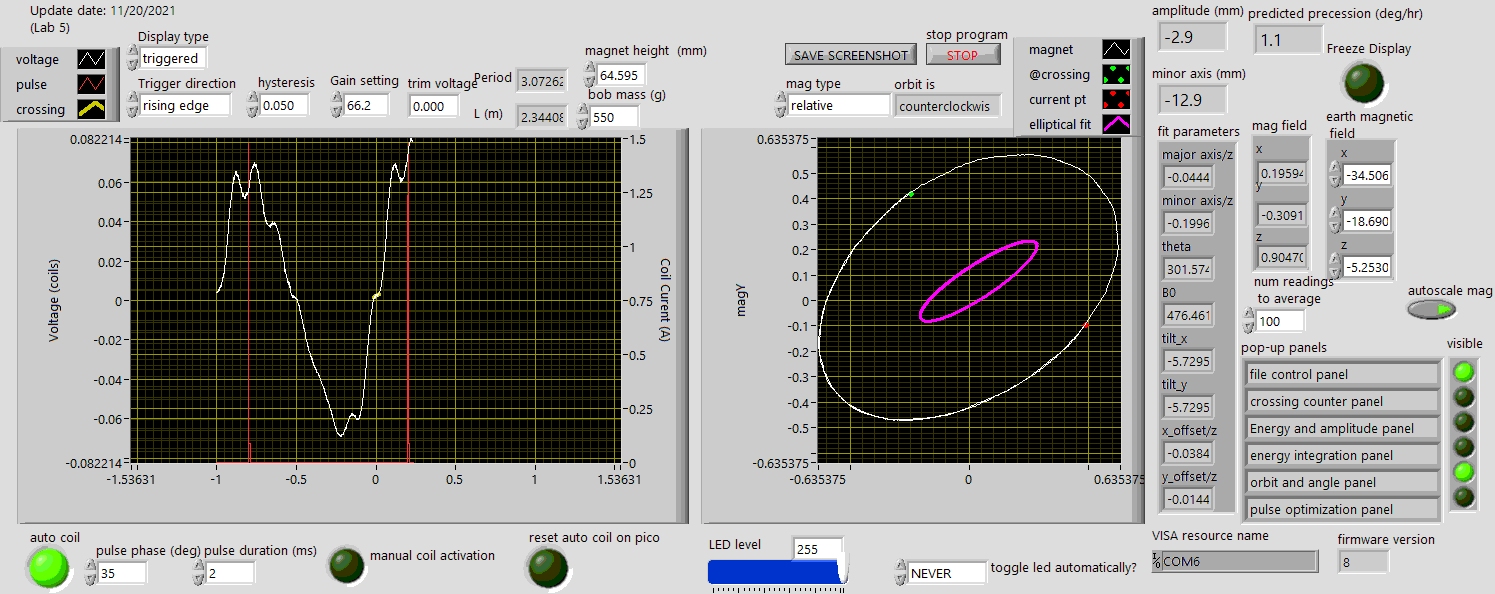 Update date: 11/20/2021
(Lab 5)
voltage
pulse
crossing
Display type
triggered
Trigger direction
rising edge
hysteresis
0.050
Gain setting
66.2
trim voltage
0.000
Period
3.07262
L (m)
2.34408
magnet height (mm)
64.595
bob mass (g)
550
SAVE SCREENSHOT
stop program
STOP
mag type
relative
orbit is
counterclockwis
magnet
@crossing
current pt
elliptical fit
amplitude (mm)
-2.9
predicted precession (deg/hr)
1.1
minor axis (mm)
-12.9
Freeze Display
fit parameters
major axis/z
-0.0444
minor axis/z
-0.1996
theta
301.574
B0
476.461
tilt_x
-5.7295
tilt_y
-5.7295
x_offset/z
-0.0384
y_offset/z
-0.0144
mag field
x
0.19594
y
-0.3091
z
0.90470
earth magnetic
field
x
-34.506
y
-18.690
z
-5.2530
num readings
to average
100
autoscale mag
pop-up panels
visible
file control panel
crossing counter panel
Energy and amplitude panel
energy integration panel
orbit and angle panel
pulse optimization panel
VISA resource name
COM6
firmware version
8
Voltage (coils)
0.082214
0.06
0.04
0.02
0
-0.02
-0.04
-0.06
-0.082214
-1.53631
-1
-0.5
0
0.5
1
1.53631
1.5
1.25
1
0.75
0.5
0.25
0
Coil Current (A)
magy
0.635375
0.5
0.4
0.3
0.2
0.1
0
-0.1
-0.2
-0.3
-0.4
-0.5
-0.635375
-0.635375
0
0.635375
auto coil
pulse phase (deg)
35
pulse duration (ms)
2
manual coil activation
reset auto coil on pico
LED level
255
NEVER
toggle led automatically?